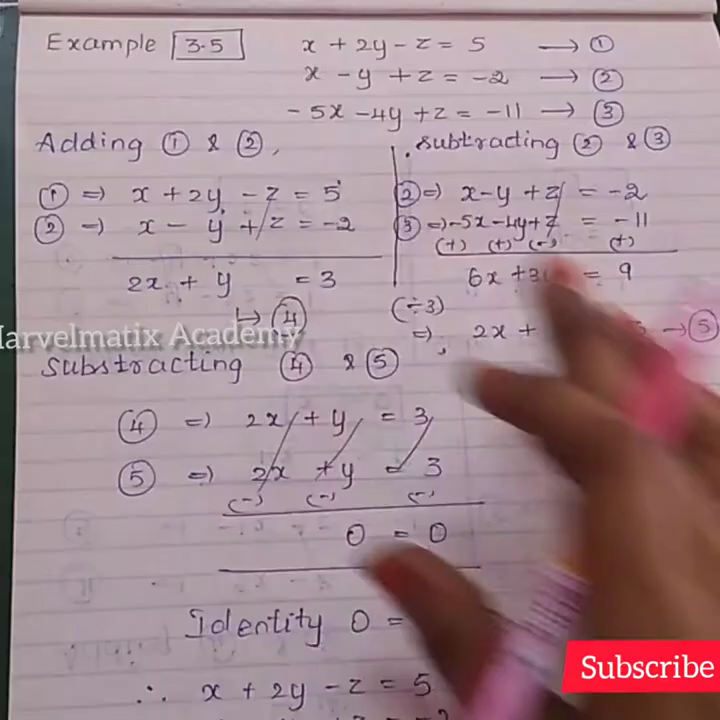 Example 3.5
x + 2y - z = 5 → ①
x - y + z = -2 → ②
-5x - 4y + z = -11 → ③
Adding ① & ②,
① ⇒ x + 2y - z = 5
② ⇒ x - y + z = -2
2x + y = 3
↳ ④
Subtracting ② & ③
② ⇒ x - y + z = -2
③ ⇒ -5x - 4y + z = -11
(+) (+) (-) (+)
6x + 3 = 9
(÷3)
⇒, 2x + 3 → ⑤
Marvelmatix Academy
Substracting ④ & ⑤
④ ⇒ 2x + y = 3
⑤ ⇒ 2x + y = 3
(-) (-) (-)
0 = 0
Identity 0 =
∴ x + 2y - z = 5
Subscribe